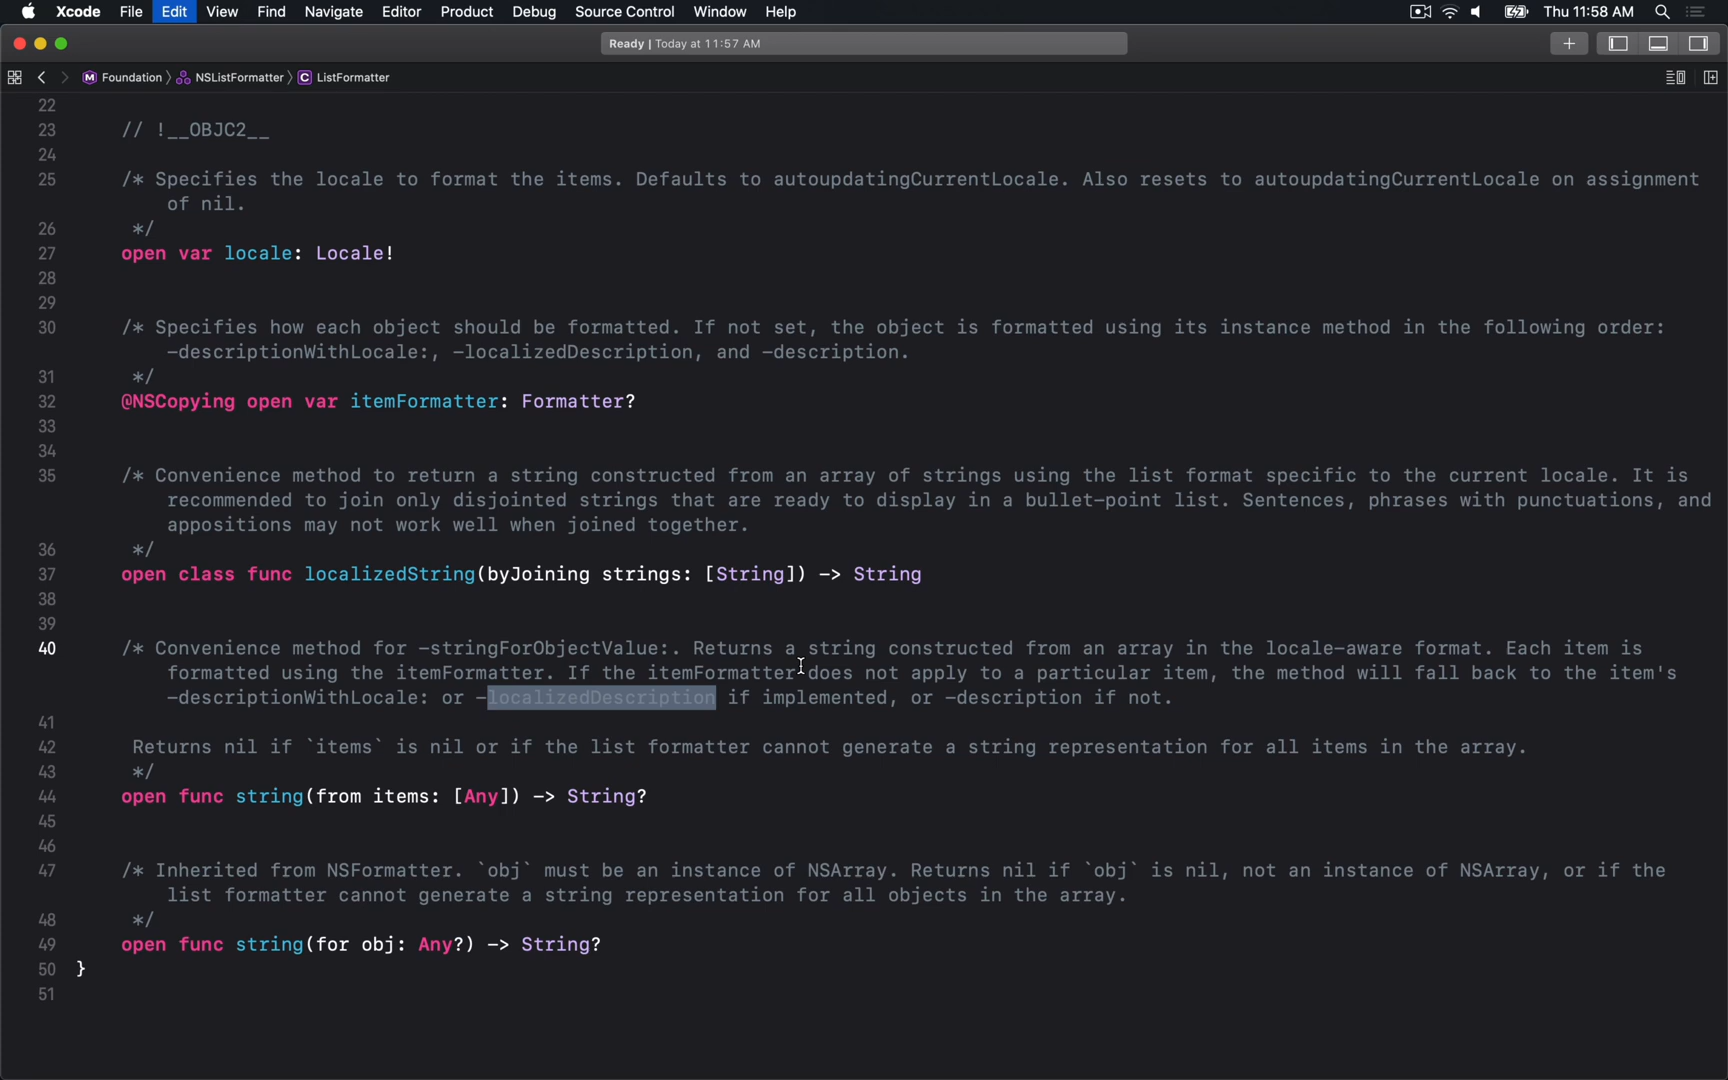 Xcode File Edit View Find Navigate Editor Product Debug Source Control Window Help Thu 11:58 AM
Ready | Today at 11:57 AM
M Foundation 〉 NSListFormatter 〉 C ListFormatter
22
23 // !__OBJC2__
24
25 /* Specifies the locale to format the items. Defaults to autoupdatingCurrentLocale. Also resets to autoupdatingCurrentLocale on assignment
of nil.
26 */
27 open var locale: Locale!
28
29
30 /* Specifies how each object should be formatted. If not set, the object is formatted using its instance method in the following order:
-descriptionWithLocale:, -localizedDescription, and -description.
31 */
32 @NSCopying open var itemFormatter: Formatter?
33
34
35 /* Convenience method to return a string constructed from an array of strings using the list format specific to the current locale. It is
recommended to join only disjointed strings that are ready to display in a bullet-point list. Sentences, phrases with punctuations, and
appositions may not work well when joined together.
36 */
37 open class func localizedString(byJoining strings: [String]) -> String
38
39
40 /* Convenience method for -stringForObjectValue:. Returns a string constructed from an array in the locale-aware format. Each item is
formatted using the itemFormatter. If the itemFormatter does not apply to a particular item, the method will fall back to the item's
-descriptionWithLocale: or -localizedDescription if implemented, or -description if not.
41
42 Returns nil if `items` is nil or if the list formatter cannot generate a string representation for all items in the array.
43 */
44 open func string(from items: [Any]) -> String?
45
46
47 /* Inherited from NSFormatter. `obj` must be an instance of NSArray. Returns nil if `obj` is nil, not an instance of NSArray, or if the
list formatter cannot generate a string representation for all objects in the array.
48 */
49 open func string(for obj: Any?) -> String?
50 }
51